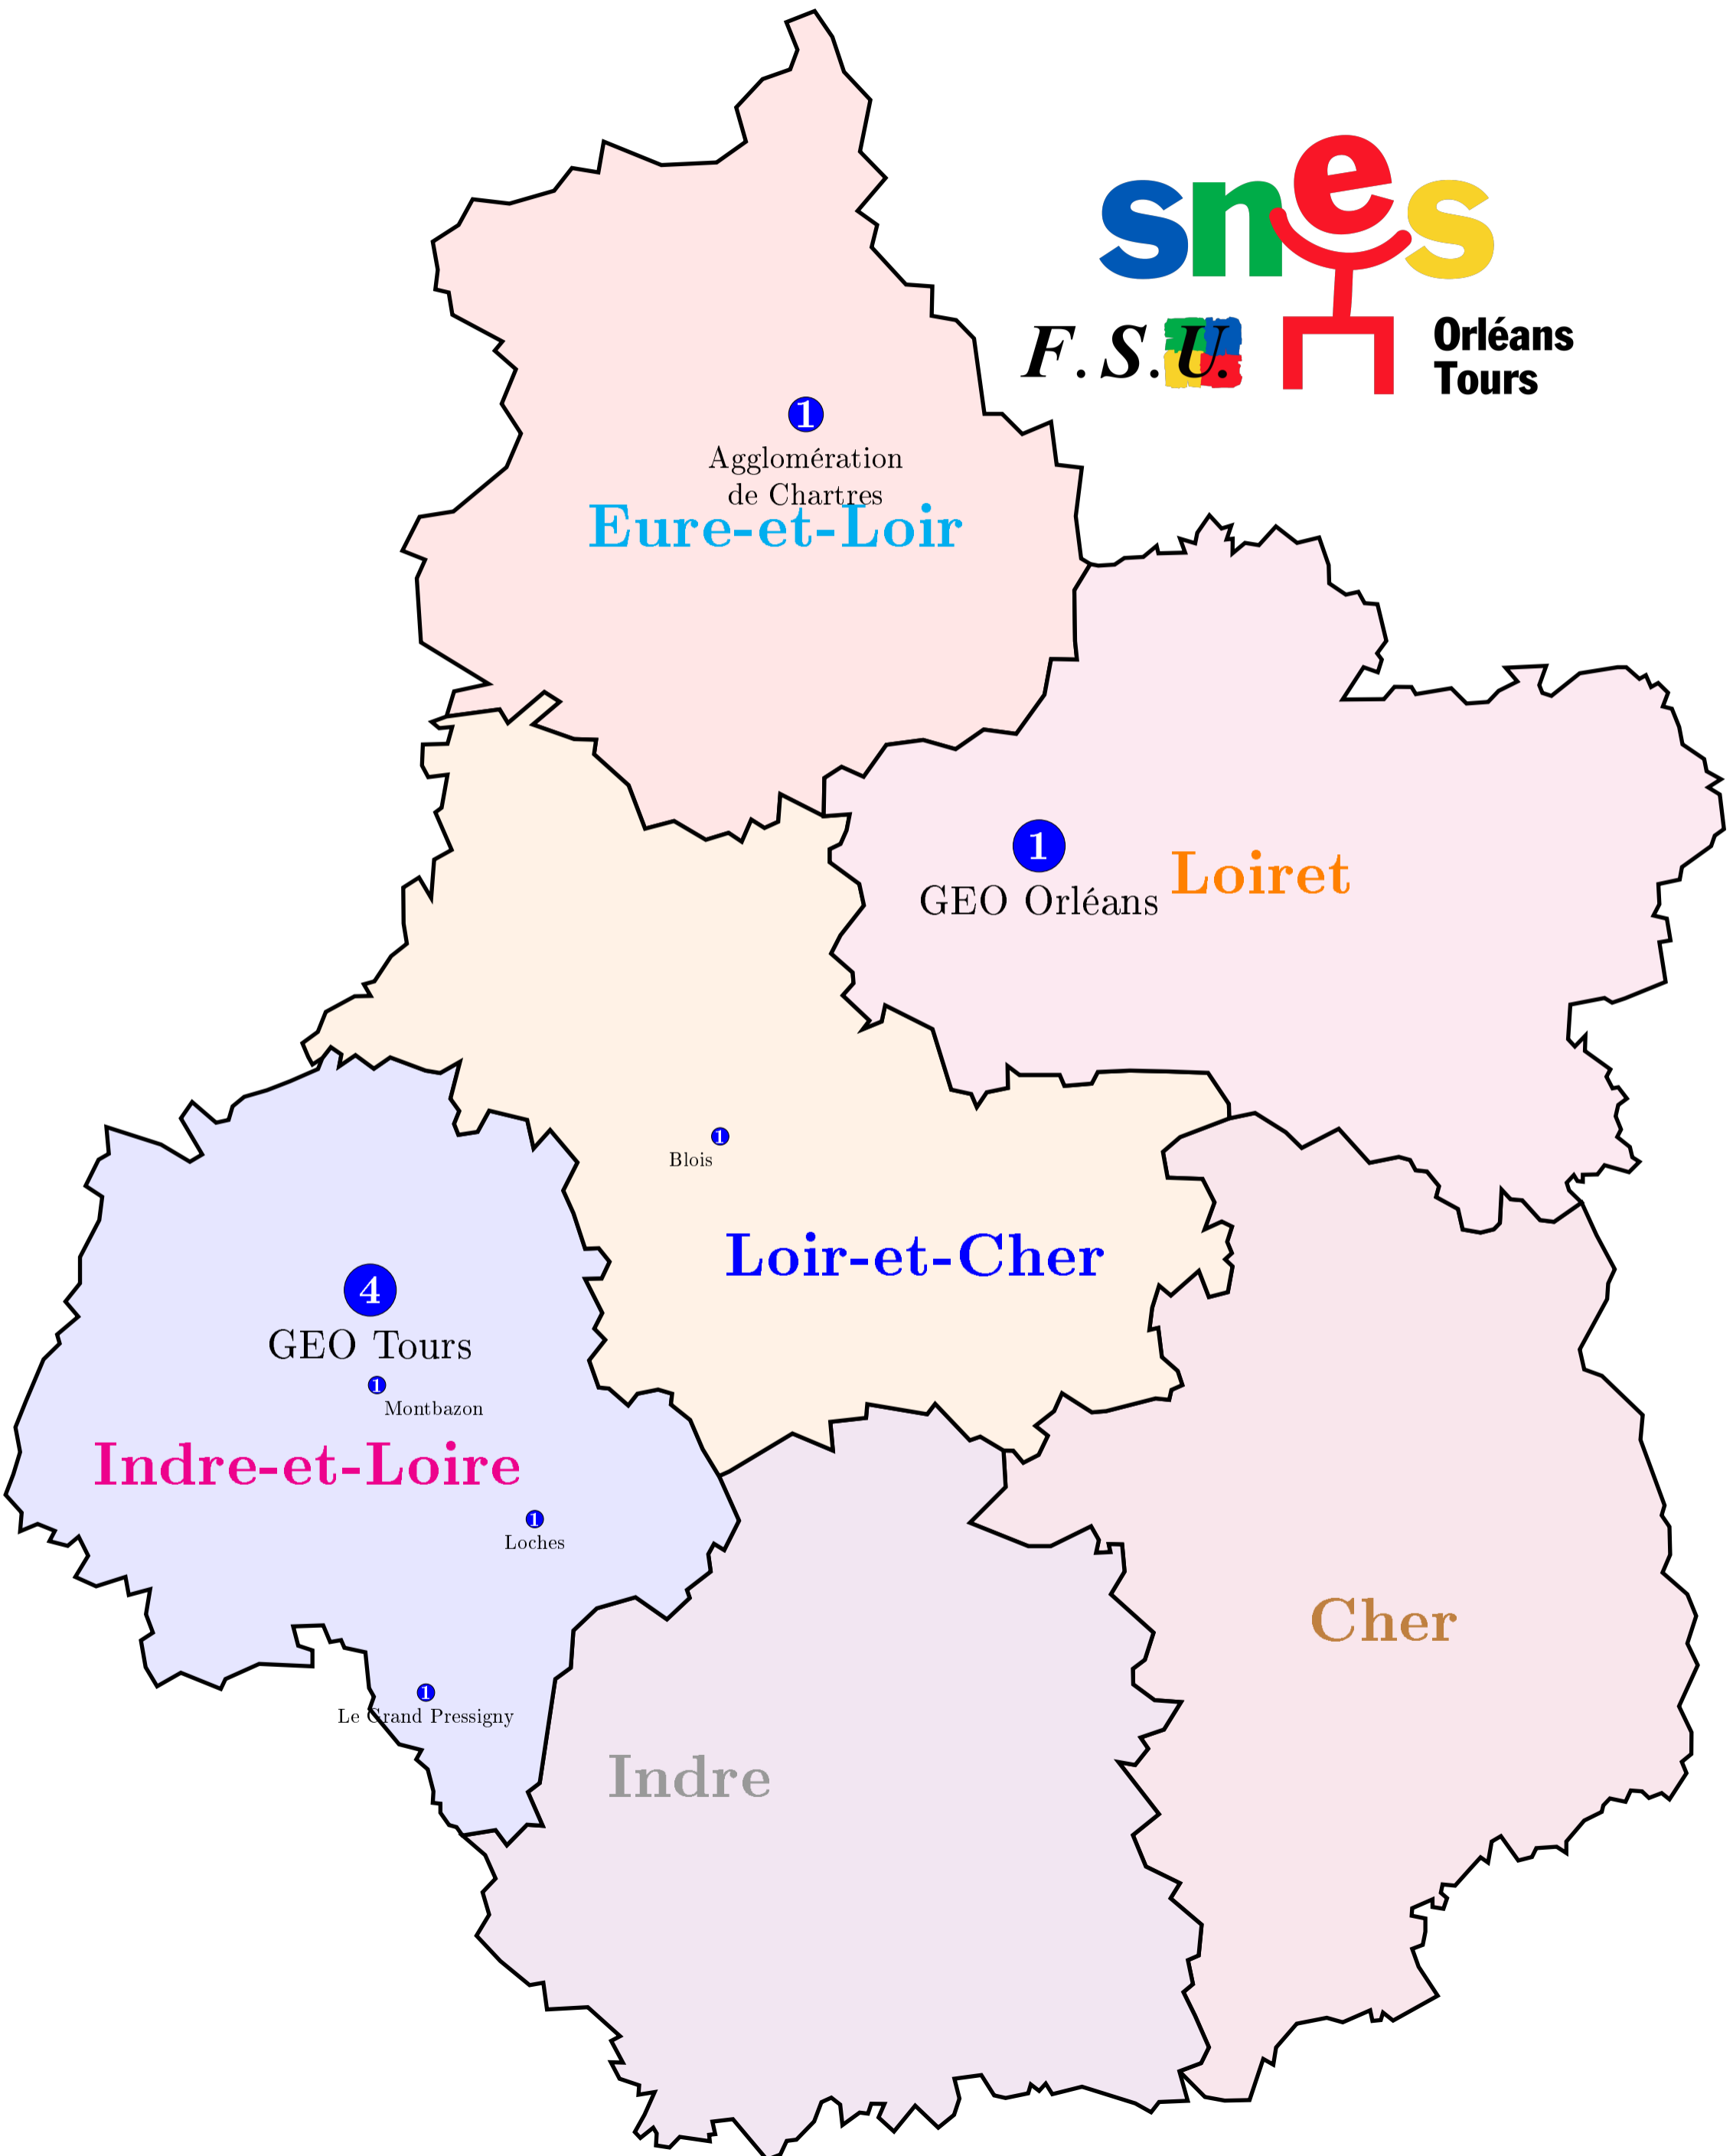 snes
F.S.U.
Orléans
Tours
1
Agglomération
de Chartres
Eure-et-Loir
1
GEO Orléans
Loiret
1
Blois
Loir-et-Cher
4
GEO Tours
1
Montbazon
Indre-et-Loire
1
Loches
Cher
1
Le Grand Pressigny
Indre